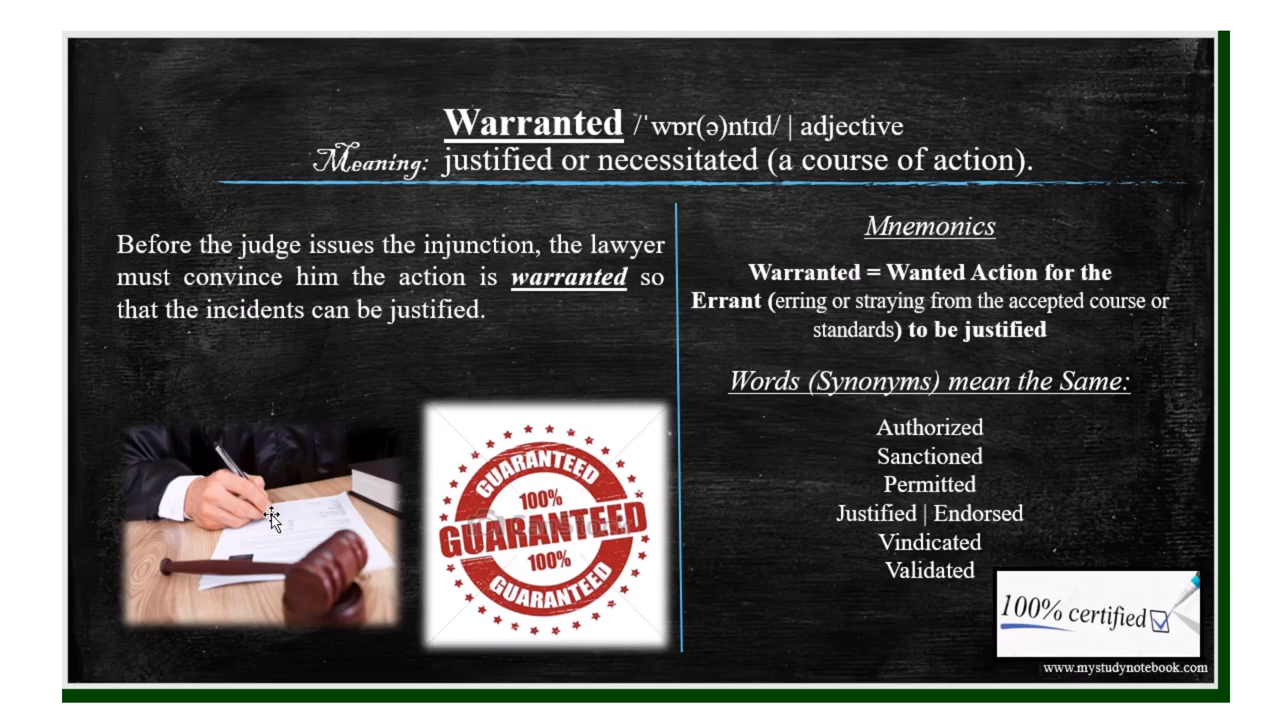 Warranted /ˈwɒr(ə)ntɪd/ | adjective
Meaning: justified or necessitated (a course of action).
Before the judge issues the injunction, the lawyer
must convince him the action is warranted so
that the incidents can be justified.
GUARANTEED
100%
GUARANTEED
100%
GUARANTEED
Mnemonics
Warranted = Wanted Action for the
Errant (erring or straying from the accepted course or
standards) to be justified
Words (Synonyms) mean the Same:
Authorized
Sanctioned
Permitted
Justified | Endorsed
Vindicated
Validated
100% certified
www.mystudynotebook.com